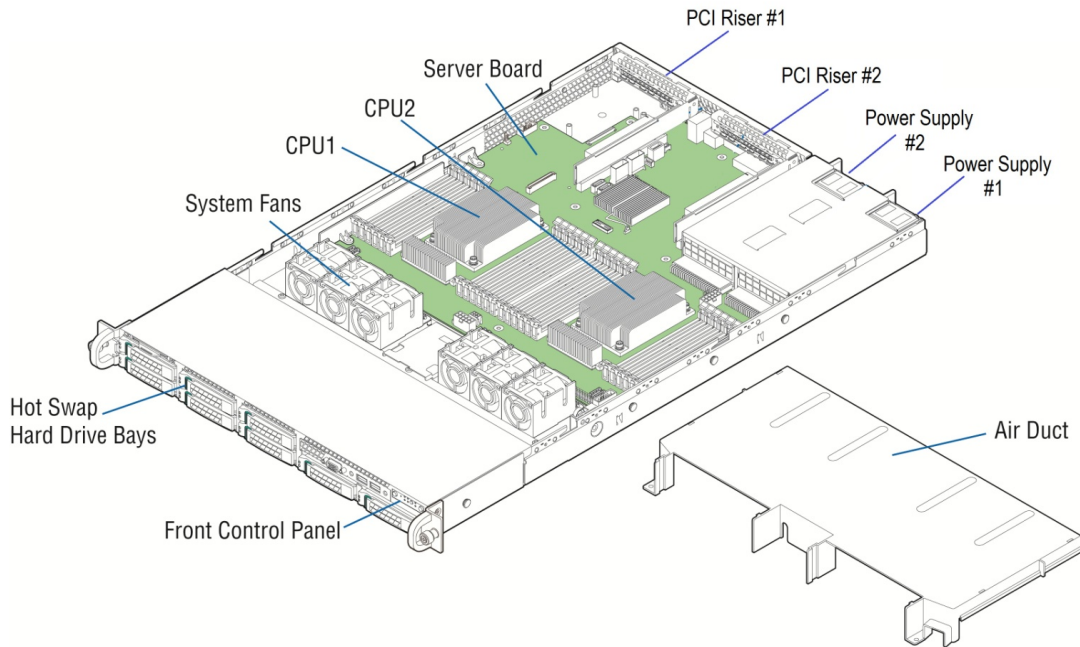 PCI Riser #1
Server Board
PCI Riser #2
CPU2
Power Supply
#2
CPU1
Power Supply
#1
System Fans
Hot Swap
Hard Drive Bays
Air Duct
Front Control Panel